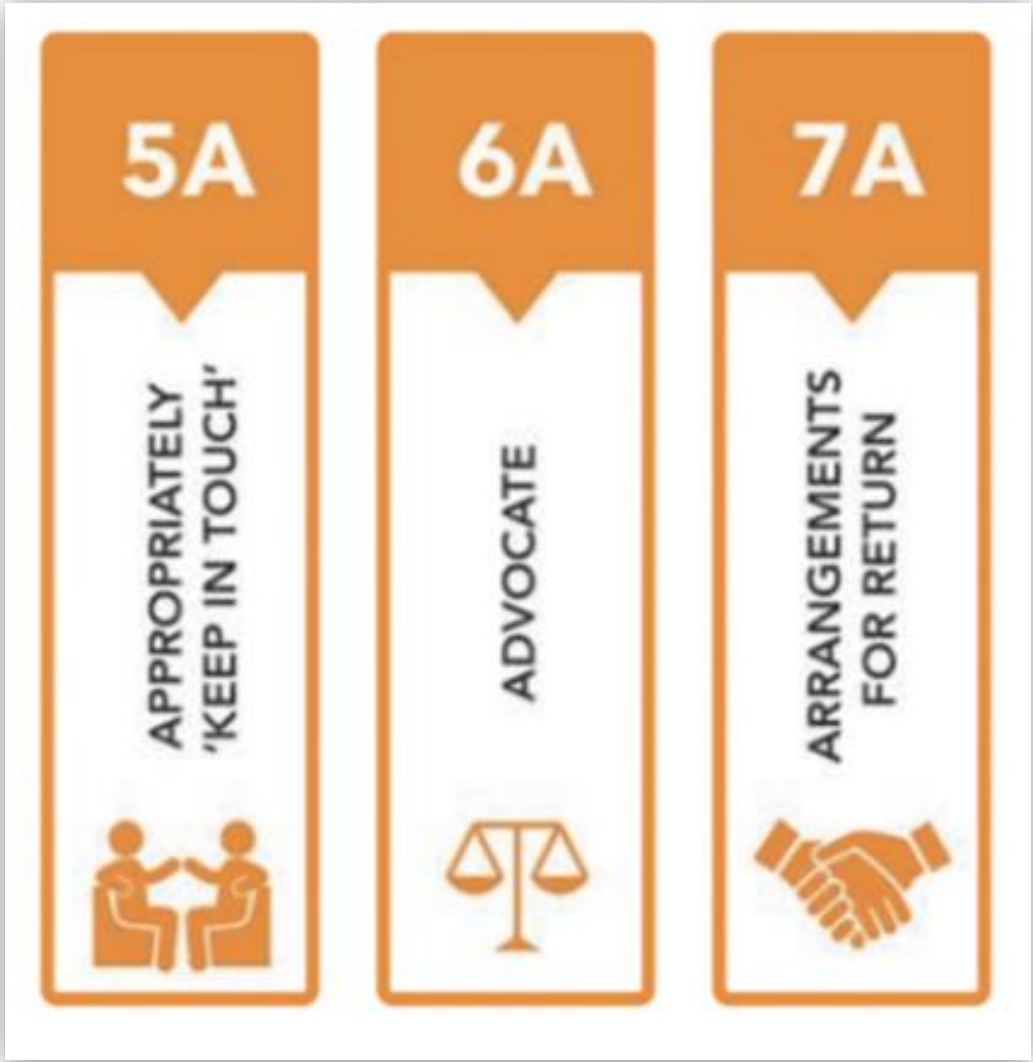 5A
APPROPRIATELY
‘KEEP IN TOUCH’
6A
ADVOCATE
7A
ARRANGEMENTS
FOR RETURN